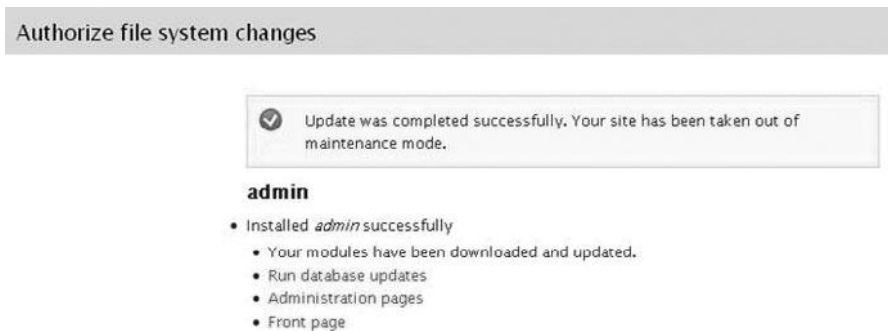 Authorize file system changes
Update was completed successfully. Your site has been taken out of
maintenance mode.
admin
Installed admin successfully
Your modules have been downloaded and updated.
Run database updates
Administration pages
Front page